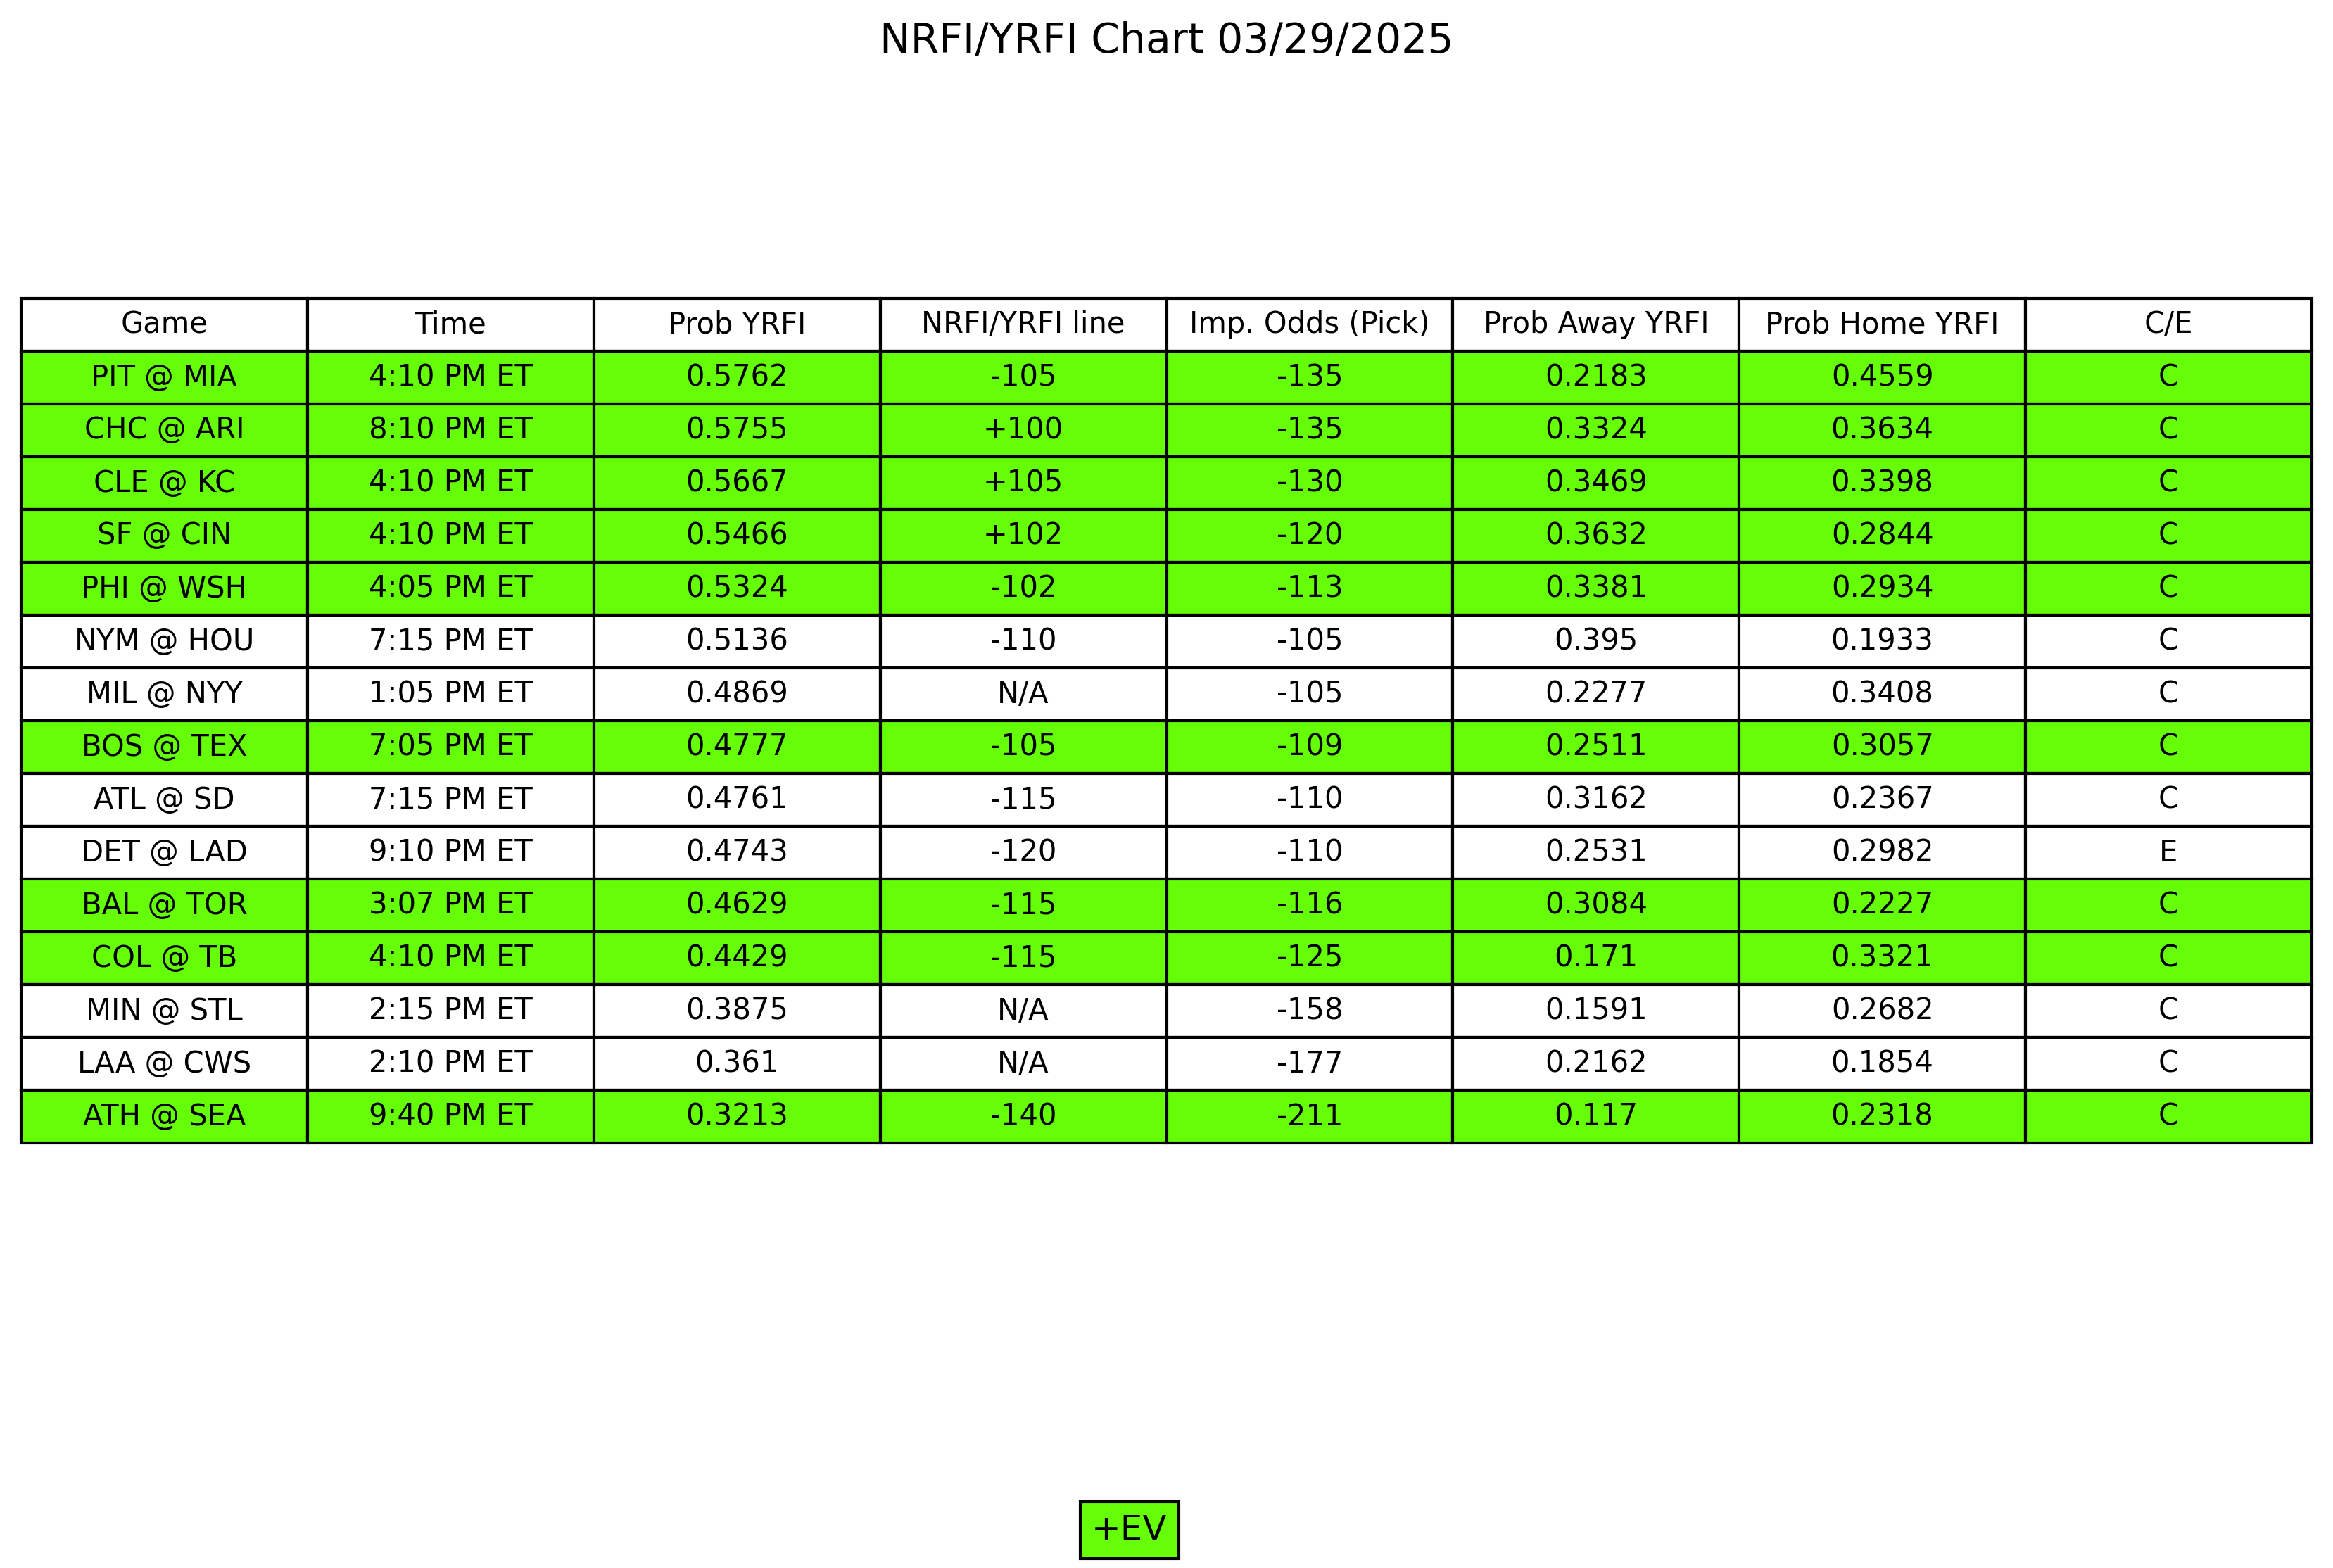 NRFI/YRFI Chart 03/29/2025
Game Time Prob YRFI NRFI/YRFI line Imp. Odds (Pick) Prob Away YRFI Prob Home YRFI C/E
PIT @ MIA 4:10 PM ET 0.5762 -105 -135 0.2183 0.4559 C
CHC @ ARI 8:10 PM ET 0.5755 +100 -135 0.3324 0.3634 C
CLE @ KC 4:10 PM ET 0.5667 +105 -130 0.3469 0.3398 C
SF @ CIN 4:10 PM ET 0.5466 +102 -120 0.3632 0.2844 C
PHI @ WSH 4:05 PM ET 0.5324 -102 -113 0.3381 0.2934 C
NYM @ HOU 7:15 PM ET 0.5136 -110 -105 0.395 0.1933 C
MIL @ NYY 1:05 PM ET 0.4869 N/A -105 0.2277 0.3408 C
BOS @ TEX 7:05 PM ET 0.4777 -105 -109 0.2511 0.3057 C
ATL @ SD 7:15 PM ET 0.4761 -115 -110 0.3162 0.2367 C
DET @ LAD 9:10 PM ET 0.4743 -120 -110 0.2531 0.2982 E
BAL @ TOR 3:07 PM ET 0.4629 -115 -116 0.3084 0.2227 C
COL @ TB 4:10 PM ET 0.4429 -115 -125 0.171 0.3321 C
MIN @ STL 2:15 PM ET 0.3875 N/A -158 0.1591 0.2682 C
LAA @ CWS 2:10 PM ET 0.361 N/A -177 0.2162 0.1854 C
ATH @ SEA 9:40 PM ET 0.3213 -140 -211 0.117 0.2318 C
+EV